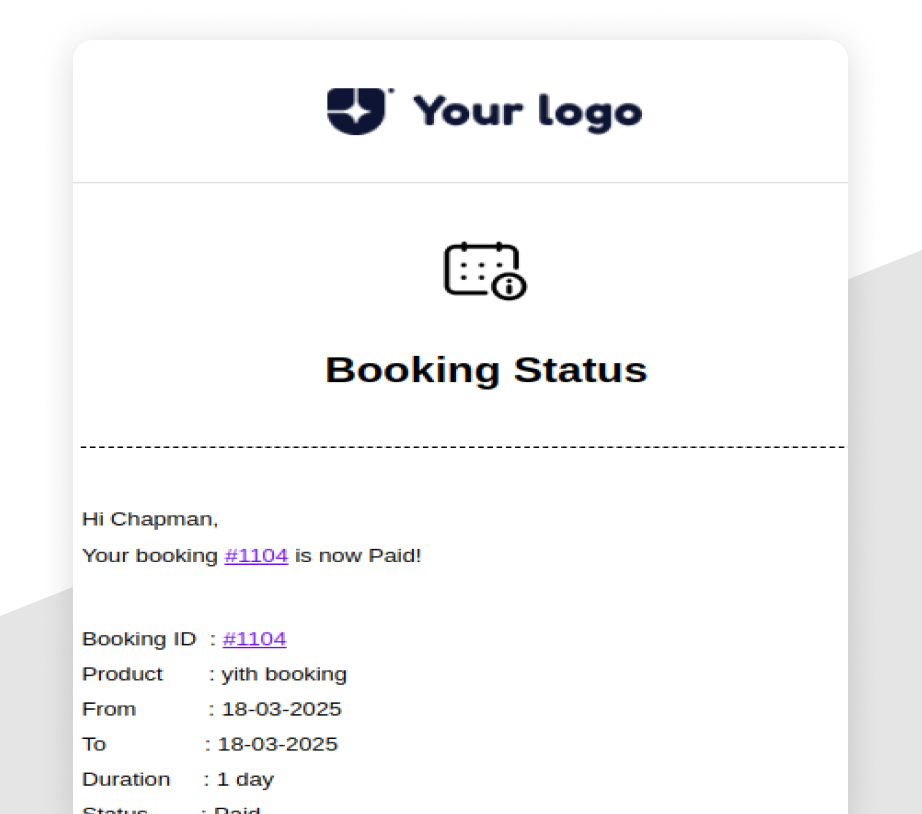 Your logo
Booking Status
Hi Chapman,
Your booking #1104 is now Paid!
Booking ID : #1104
Product : yith booking
From : 18-03-2025
To : 18-03-2025
Duration : 1 day
Status : Paid